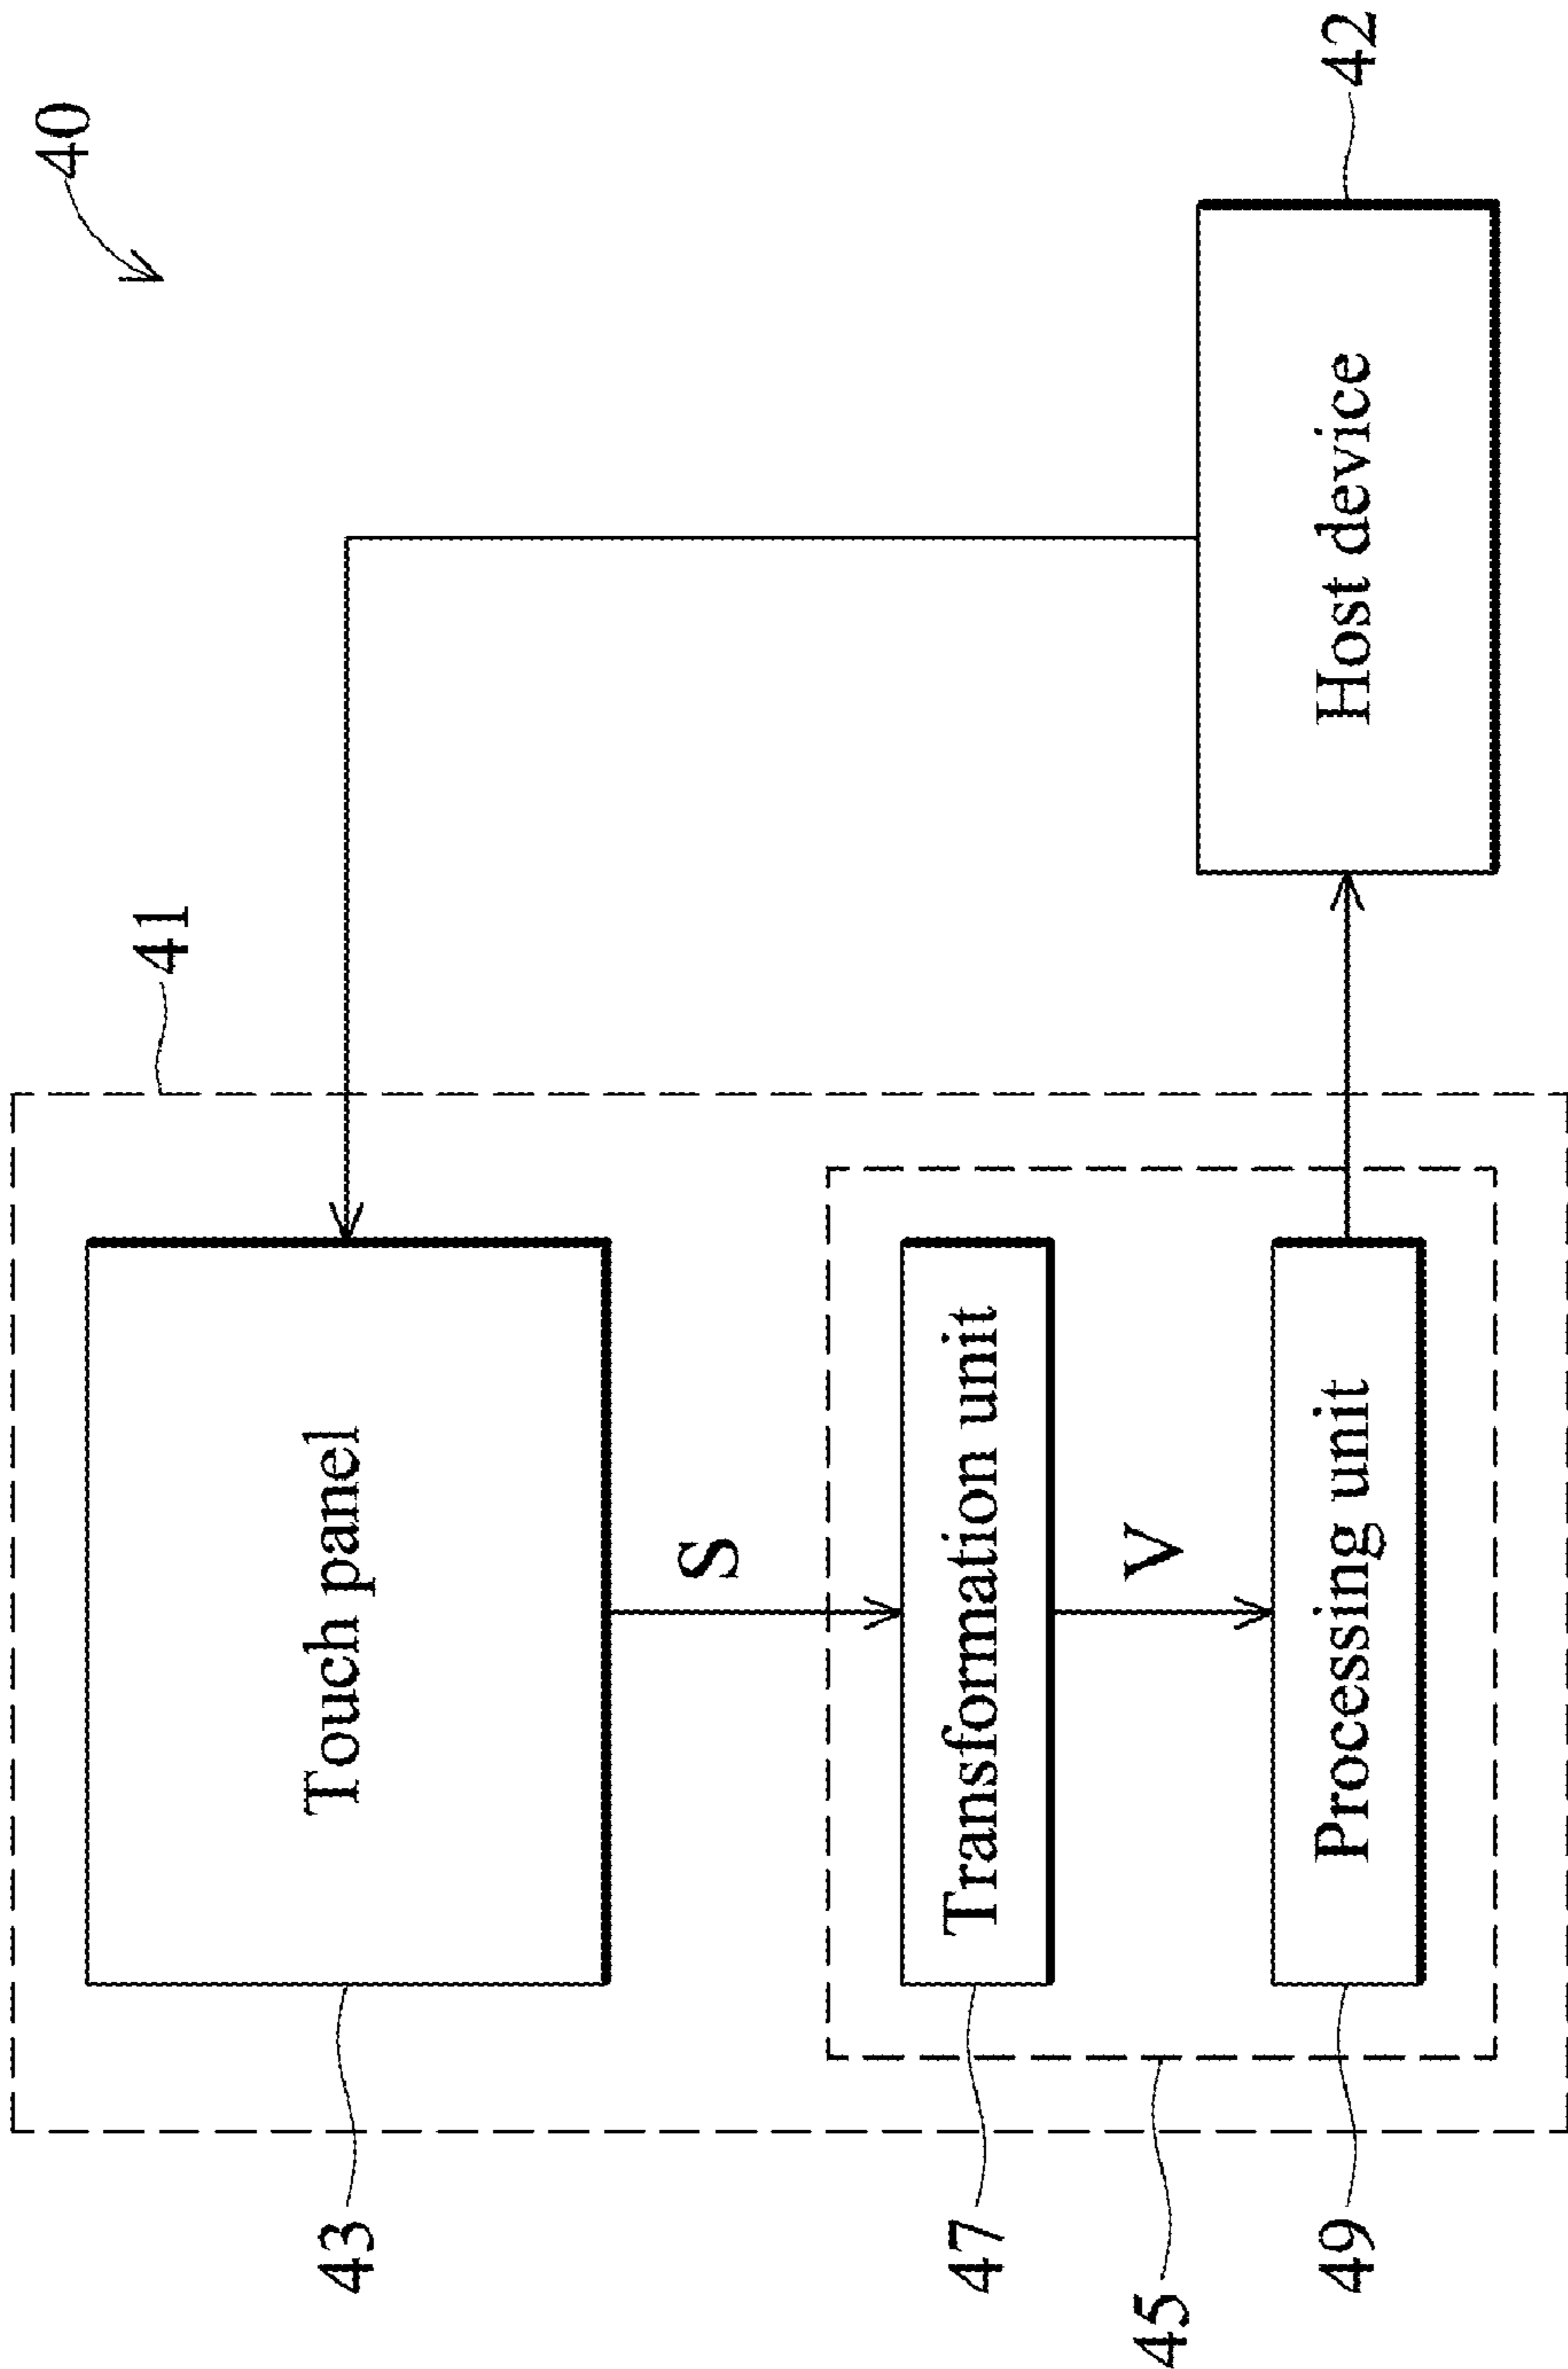 40
41
43
Touch panel
S
47
Transformation unit
V
45
49
Processing unit
Host device
42